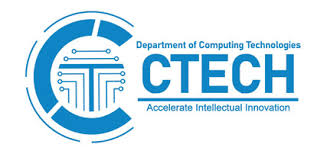 Department of Computing Technologies
CTECH
Accelerate Intellectual Innovation